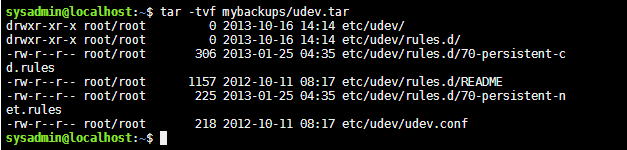 sysadmin@localhost:~$ tar -tvf mybackups/udev.tar
drwxr-xr-x root/root         0 2013-10-16 14:14 etc/udev/
drwxr-xr-x root/root         0 2013-10-16 14:14 etc/udev/rules.d/
-rw-r--r-- root/root       306 2013-01-25 04:35 etc/udev/rules.d/70-persistent-c
d.rules
-rw-r--r-- root/root      1157 2012-10-11 08:17 etc/udev/rules.d/README
-rw-r--r-- root/root       225 2013-01-25 04:35 etc/udev/rules.d/70-persistent-n
et.rules
-rw-r--r-- root/root       218 2012-10-11 08:17 etc/udev/udev.conf
sysadmin@localhost:~$